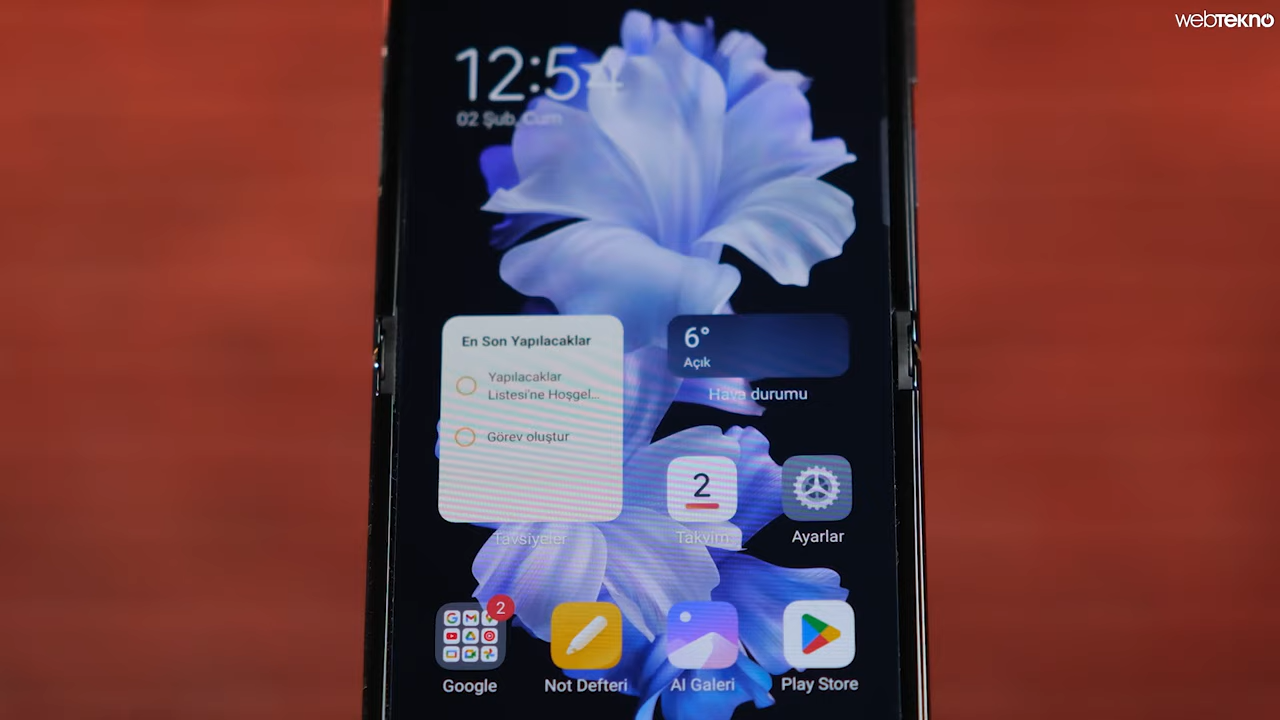 webtekno
12:54
02 Şub, Cum
En Son Yapılacaklar
Yapılacaklar
Listesi'ne Hoşgel...
Görev oluştur
Tavsiyeler
6°
Açık
Hava durumu
2
Takvim
Ayarlar
2
Google
Not Defteri
AI Galeri
Play Store